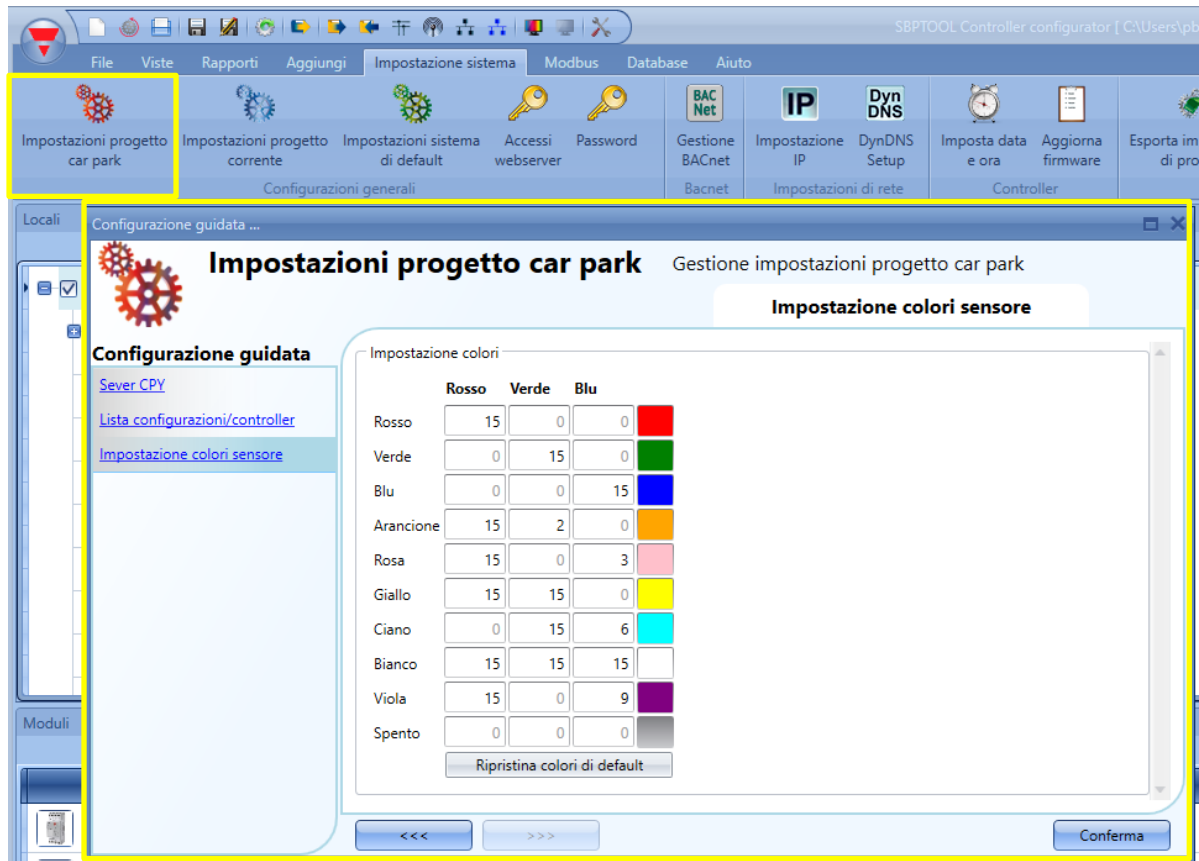 SBPTOOL Controller configurator [ C:\Users\pb
File Viste Rapporti Aggiungi Impostazione sistema Modbus Database Aiuto
BAC Net IP Dyn DNS
Impostazioni progetto car park
Impostazioni progetto corrente
Impostazioni sistema di default
Accessi webserver
Password
Gestione BACnet
Impostazione IP
DynDNS Setup
Imposta data e ora
Aggiorna firmware
Esporta im
di pro
Configurazioni generali Bacnet Impostazioni di rete Controller
Locali
Configurazione guidata ...
Impostazioni progetto car park Gestione impostazioni progetto car park
Impostazione colori sensore
Configurazione guidata
Sever CPY
Lista configurazioni/controller
Impostazione colori sensore
Impostazione colori
Rosso Verde Blu
Rosso 15 0 0
Verde 0 15 0
Blu 0 0 15
Arancione 15 2 0
Rosa 15 0 3
Giallo 15 15 0
Ciano 0 15 6
Bianco 15 15 15
Viola 15 0 9
Spento 0 0 0
Ripristina colori di default
Moduli
<<< >>> Conferma